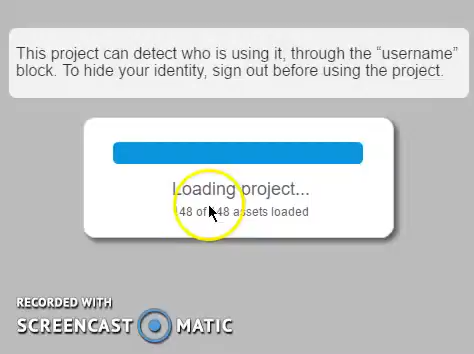 This project can detect who is using it, through the “username”
block. To hide your identity, sign out before using the project.
Loading project...
48 of 48 assets loaded
RECORDED WITH
SCREENCAST MATIC